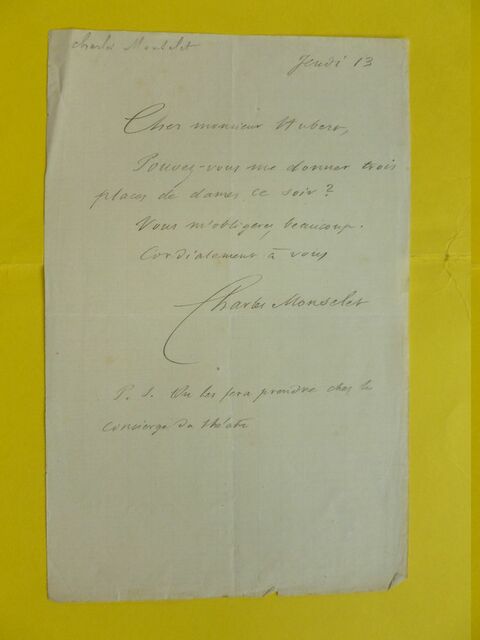 Charles Monselet
Jeudi 13
Cher monsieur Hubert,
Pouvez-vous me donner trois
places de dames ce soir ?
Vous m'obligerez beaucoup.
Cordialement à vous
Charles Monselet
P. S. On les fera prendre chez le
concierge du théâtre